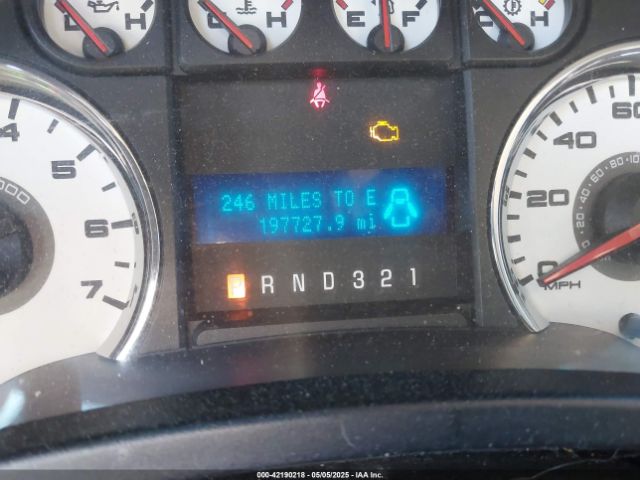 H
C H
E F
C H
4
5
6
7
000
60
40
20
0
MPH
246 MILES TO E
197727.9 mi
P R N D 3 2 1
000-42190218 - 05/05/2025 - IAA Inc.